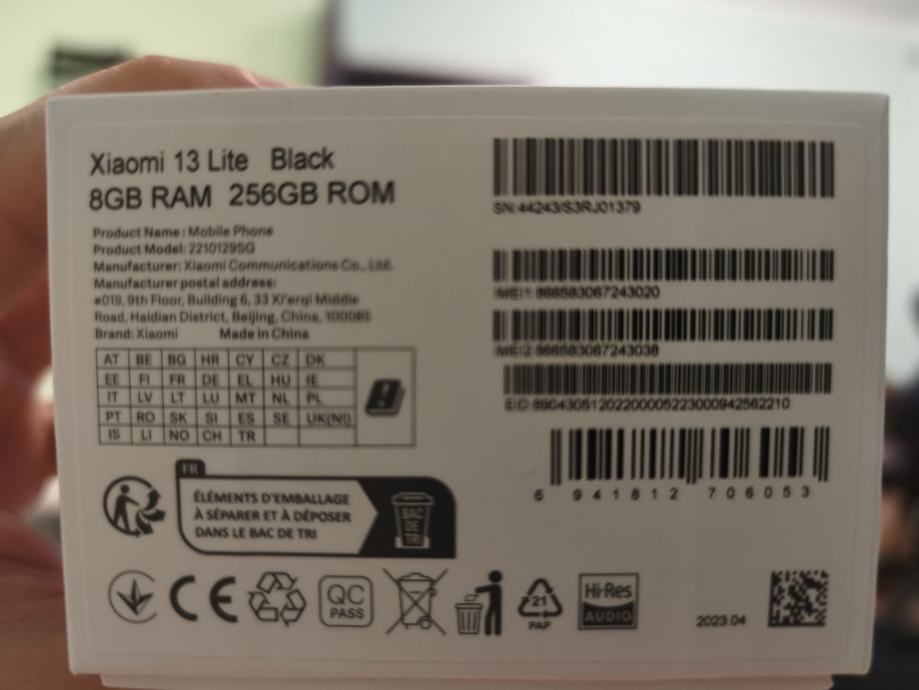 Xiaomi 13 Lite Black
8GB RAM 256GB ROM
Product Name : Mobile Phone
Product Model: 2210129SG
Manufacturer: Xiaomi Communications Co., Ltd.
Manufacturer postal address:
#019, 9th Floor, Building 6, 33 Xi'erqi Middle
Road, Haidian District, Beijing, China, 100085
Brand: Xiaomi Made in China
AT BE BG HR CY CZ DK
EE FI FR DE EL HU IE
IT LV LT LU MT NL PL
PT RO SK SI ES SE UK(NI)
IS LI NO CH TR
FR
ÉLÉMENTS D'EMBALLAGE
À SÉPARER ET À DÉPOSER
DANS LE BAC DE TRI
BAC
DE
TRI
CE
QC
PASS
21
PAP
Hi-Res
AUDIO
SN:44243/S3RJ01379
IMEI1: 866583067243020
IMEI2: 866583067243038
EID: 89043051202200005223000942562210
6 941812 706053
2023.04